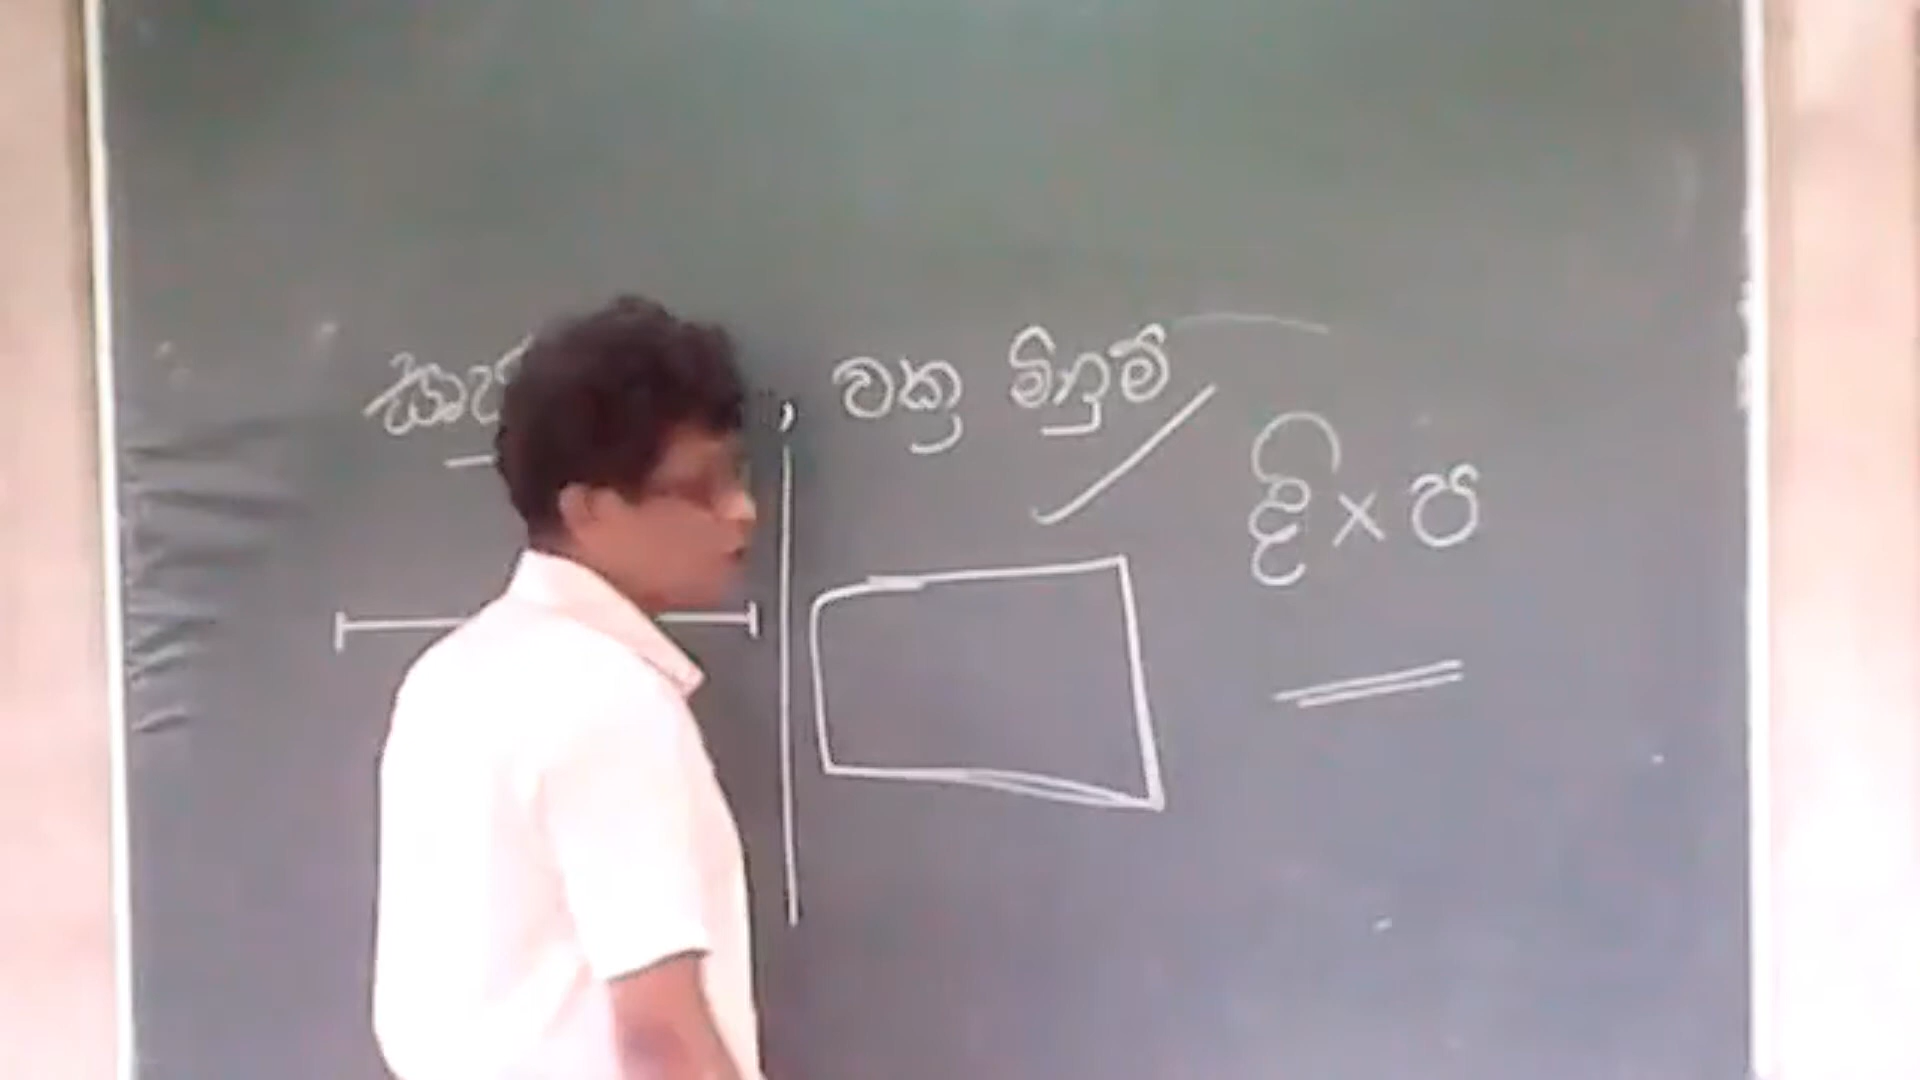 සෘජු , වක්‍ර මිනුම්
දි × ප